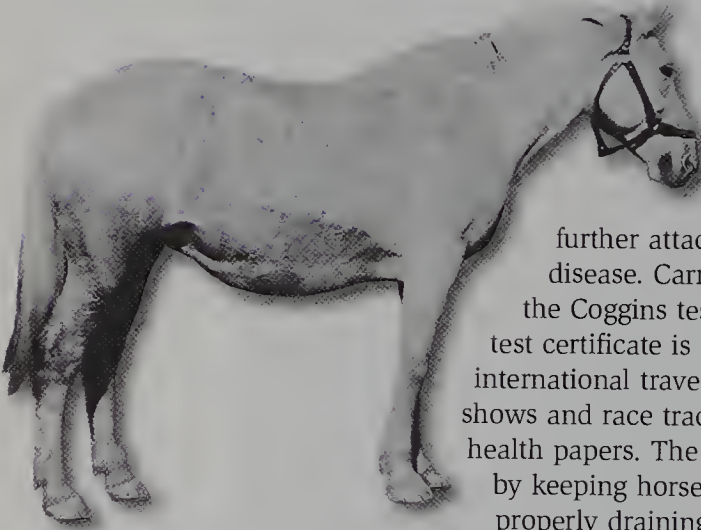 further attac
disease. Carr
the Coggins tes
test certificate is
international trave
shows and race trac
health papers. The
by keeping horse
properly draining